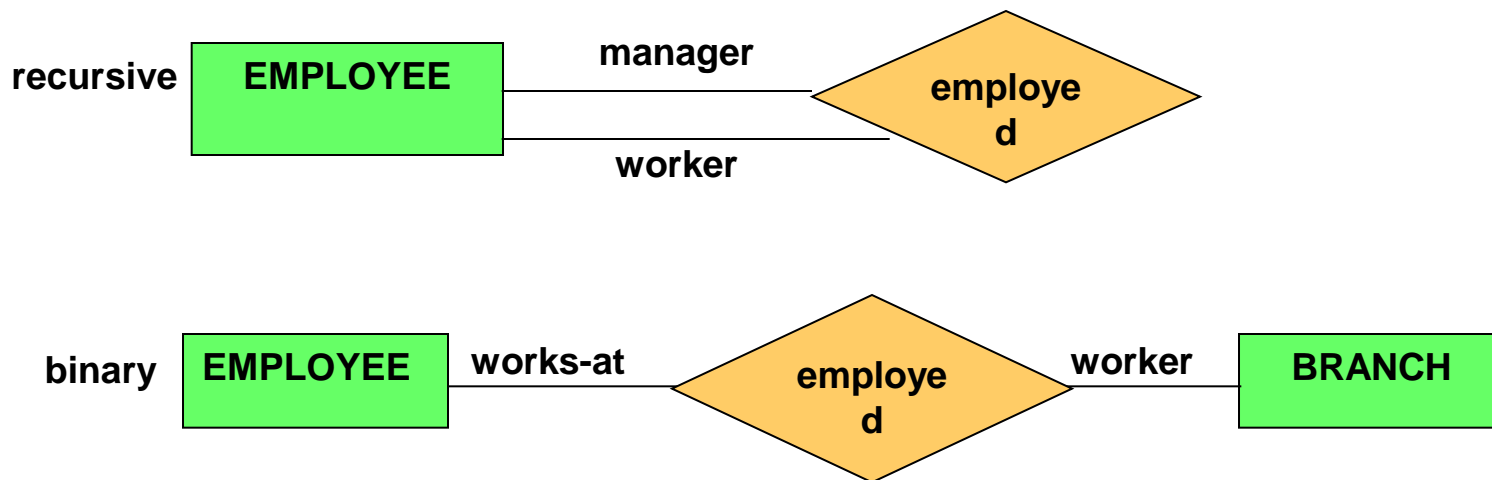 manager
recursive EMPLOYEE
employe
d
worker
binary EMPLOYEE works-at worker BRANCH
employe
d